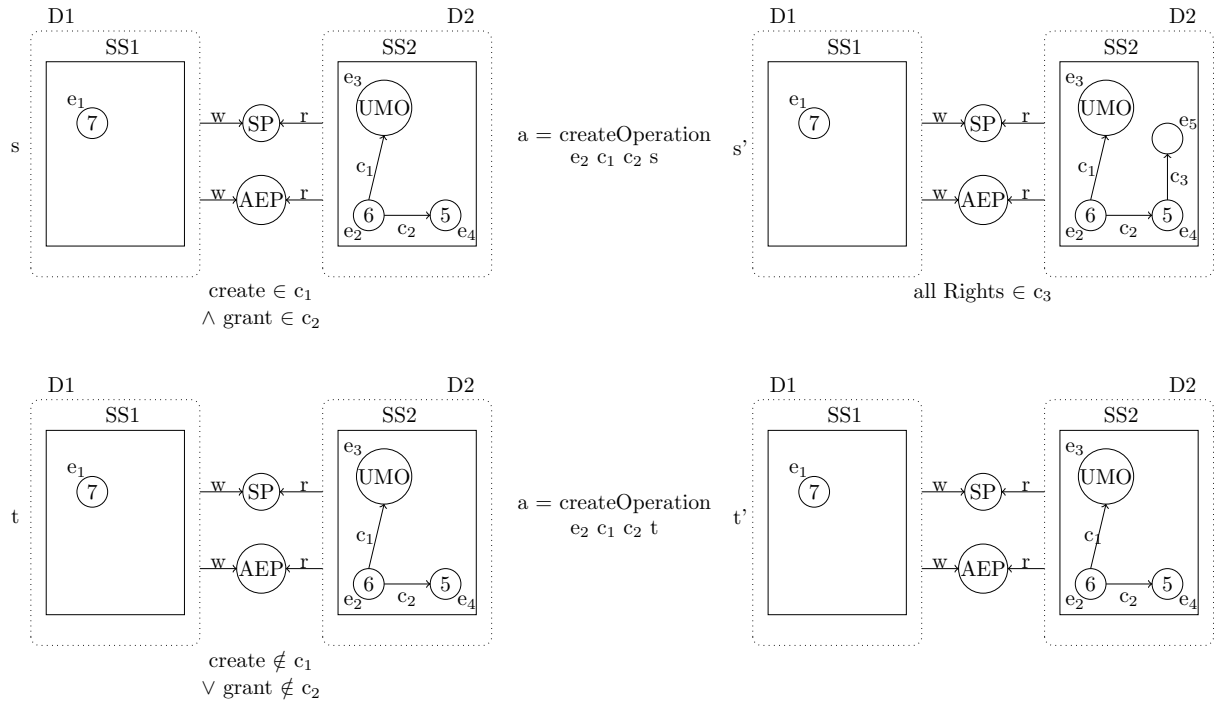 D1
D2
D1
D2
SS1
SS2
SS1
SS2
e₃
e₃
UMO
UMO
e₁
e₁
e₅
7
w
SP
r
7
w
SP
r
a = createOperation
e₂ c₁ c₂ s
s
s'
c₁
c₁
c₃
w
AEP
r
w
AEP
r
6
5
6
5
e₂
c₂
e₄
e₂
c₂
e₄
create ∈ c₁
∧ grant ∈ c₂
all Rights ∈ c₃
D1
D2
D1
D2
SS1
SS2
SS1
SS2
e₃
e₃
UMO
UMO
e₁
e₁
7
w
SP
r
7
w
SP
r
a = createOperation
e₂ c₁ c₂ t
t
t'
c₁
c₁
w
AEP
r
w
AEP
r
6
5
6
5
e₂
c₂
e₄
e₂
c₂
e₄
create ∉ c₁
∨ grant ∉ c₂